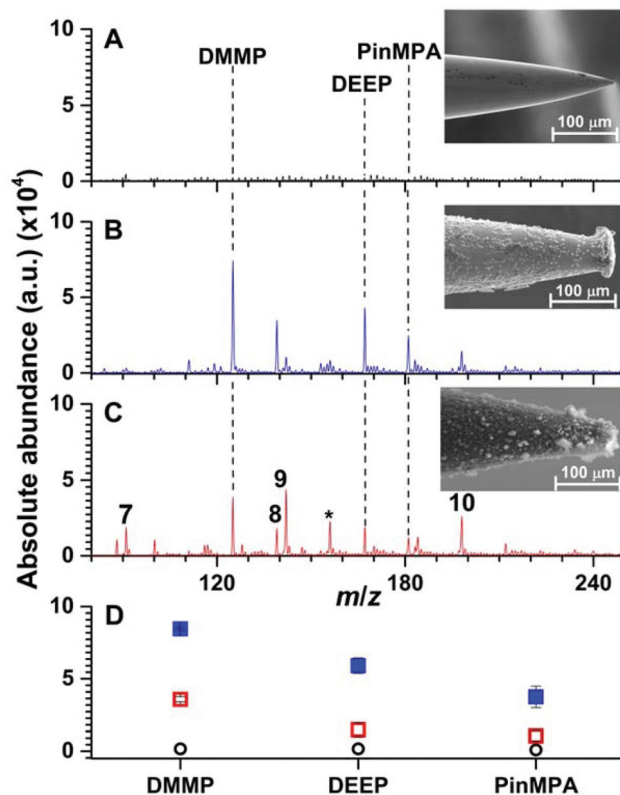 A
DMMP
DEEP
PinMPA
100 μm
10
5
0
B
100 μm
10
5
0
C
100 μm
7
8
9
*
10
10
5
0
120
180
240
m/z
Absolute abundance (a.u.) (x10⁴)
D
10
5
0
DMMP
DEEP
PinMPA